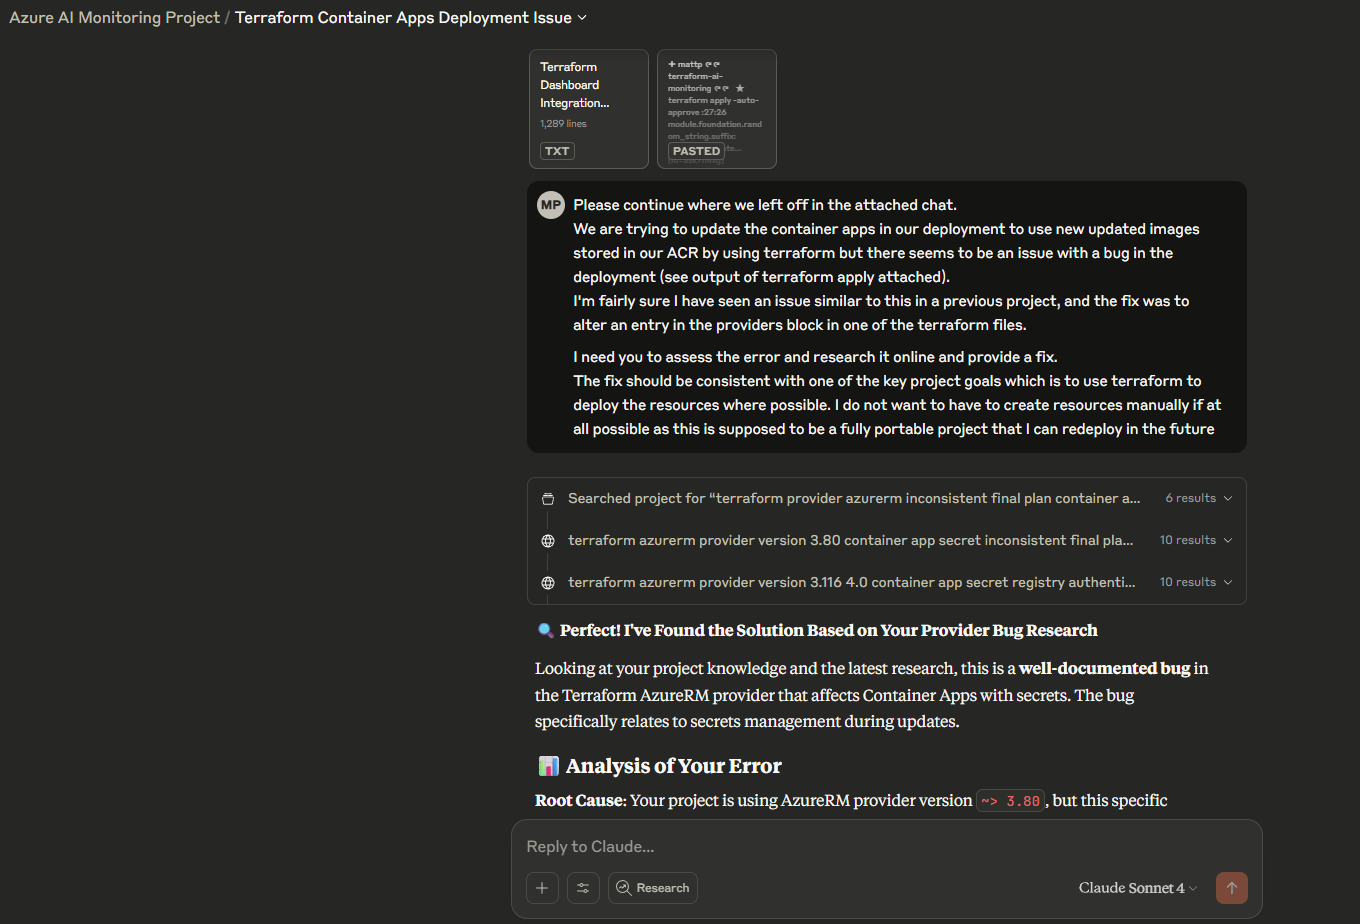 Azure AI Monitoring Project / Terraform Container Apps Deployment Issue
Terraform
Dashboard
Integration...
1,289 lines
TXT
mattp
terraform-ai-
monitoring
terraform apply -auto-
approve :27:26
module.foundation.ran
dom_string.suffix:
PASTED
MP
Please continue where we left off in the attached chat.
We are trying to update the container apps in our deployment to use new updated images
stored in our ACR by using terraform but there seems to be an issue with a bug in the
deployment (see output of terraform apply attached).
I'm fairly sure I have seen an issue similar to this in a previous project, and the fix was to
alter an entry in the providers block in one of the terraform files.
I need you to assess the error and research it online and provide a fix.
The fix should be consistent with one of the key project goals which is to use terraform to
deploy the resources where possible. I do not want to have to create resources manually if at
all possible as this is supposed to be a fully portable project that I can redeploy in the future
Searched project for “terraform provider azurerm inconsistent final plan container a... 6 results
terraform azurerm provider version 3.80 container app secret inconsistent final pla... 10 results
terraform azurerm provider version 3.116 4.0 container app secret registry authenti... 10 results
🔍 Perfect! I've Found the Solution Based on Your Provider Bug Research
Looking at your project knowledge and the latest research, this is a well-documented bug in
the Terraform AzureRM provider that affects Container Apps with secrets. The bug
specifically relates to secrets management during updates.
📊 Analysis of Your Error
Root Cause: Your project is using AzureRM provider version ~> 3.80, but this specific
Reply to Claude...
Research
Claude Sonnet 4